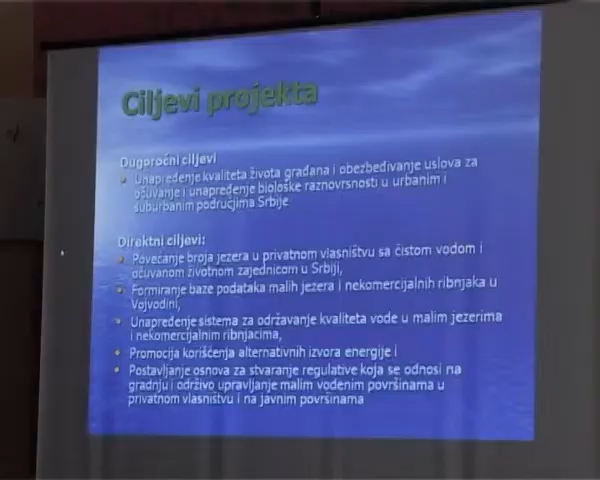 Ciljevi projekta
Dugoročni ciljevi
Unapređenje kvaliteta života građana i obezbeđivanje uslova za
očuvanje i unapređenje biološke raznovrsnosti u urbanim i
suburbanim područjima Srbije
Direktni ciljevi:
Povećanje broja jezera u privatnom vlasništvu sa čistom vodom i
očuvanom životnom zajednicom u Srbiji,
Formiranje baze podataka malih jezera i nekomercijalnih ribnjaka u
Vojvodini,
Unapređenje sistema za održavanje kvaliteta vode u malim jezerima
i nekomercijalnim ribnjacima,
Promocija korišćenja alternativnih izvora energije i
Postavljanje osnova za stvaranje regulative koja se odnosi na
gradnju i održivo upravljanje malim vodenim površinama u
privatnom vlasništvu i na javnim površinama